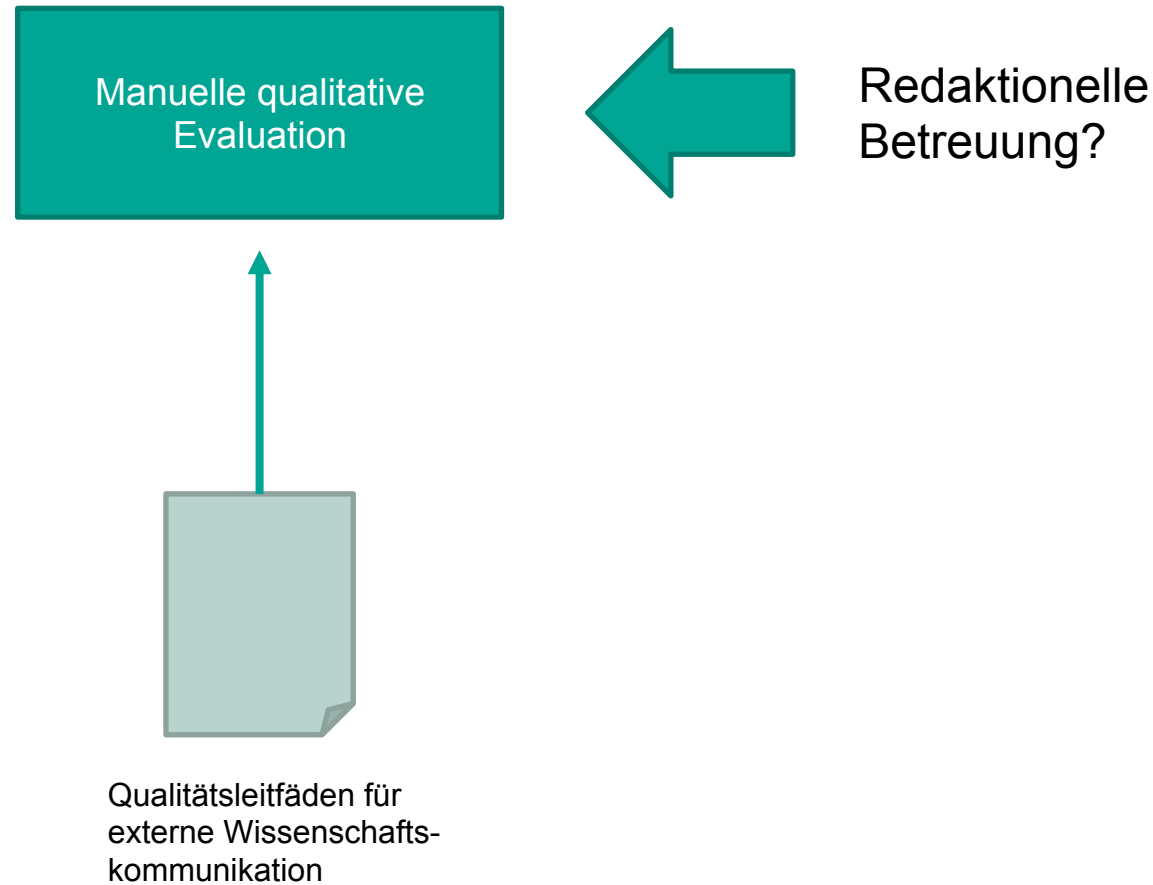 Manuelle qualitative
Evaluation
Redaktionelle
Betreuung?
Qualitätsleitfäden für
externe Wissenschafts-
kommunikation